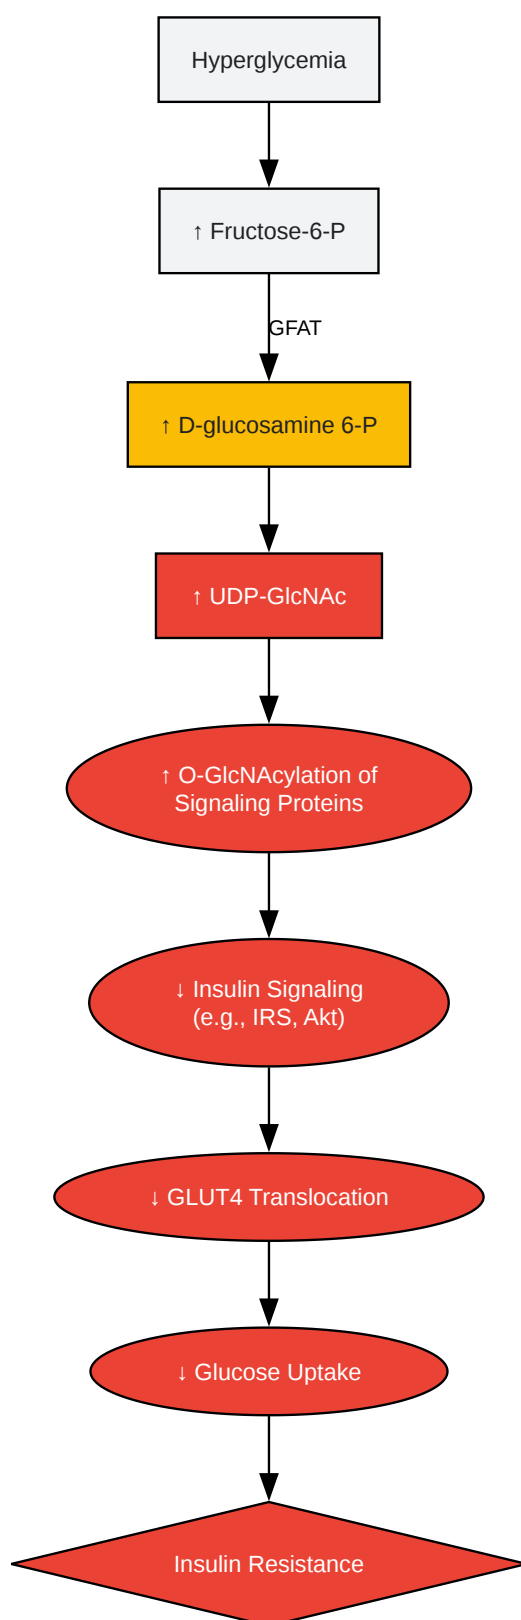 Hyperglycemia
↑ Fructose-6-P
GFAT
↑ D-glucosamine 6-P
↑ UDP-GlcNAc
↑ O-GlcNAcylation of
Signaling Proteins
↓ Insulin Signaling
(e.g., IRS, Akt)
↓ GLUT4 Translocation
↓ Glucose Uptake
Insulin Resistance